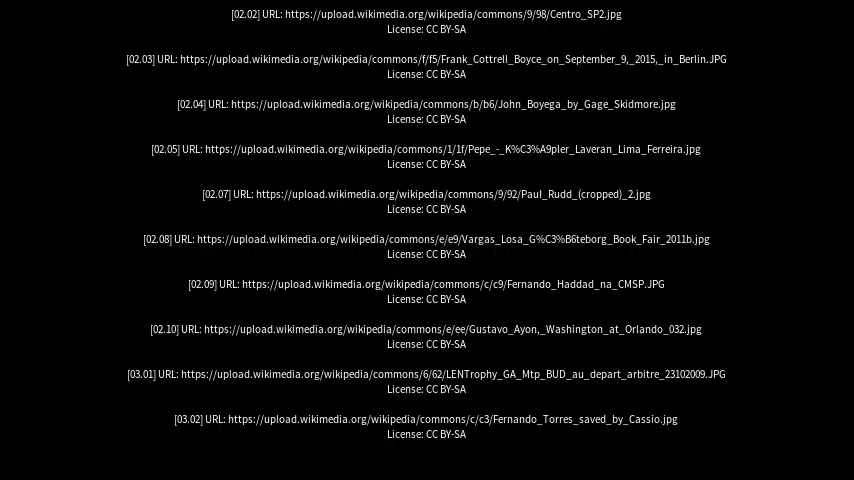 [02.02] URL: https://upload.wikimedia.org/wikipedia/commons/9/98/Centro_SP2.jpg
License: CC BY-SA
[02.03] URL: https://upload.wikimedia.org/wikipedia/commons/f/f5/Frank_Cottrell_Boyce_on_September_9,_2015,_in_Berlin.JPG
License: CC BY-SA
[02.04] URL: https://upload.wikimedia.org/wikipedia/commons/b/b6/John_Boyega_by_Gage_Skidmore.jpg
License: CC BY-SA
[02.05] URL: https://upload.wikimedia.org/wikipedia/commons/1/1f/Pepe_-_K%C3%A9pler_Laveran_Lima_Ferreira.jpg
License: CC BY-SA
[02.07] URL: https://upload.wikimedia.org/wikipedia/commons/9/92/Paul_Rudd_(cropped)_2.jpg
License: CC BY-SA
[02.08] URL: https://upload.wikimedia.org/wikipedia/commons/e/e9/Vargas_Losa_G%C3%B6teborg_Book_Fair_2011b.jpg
License: CC BY-SA
[02.09] URL: https://upload.wikimedia.org/wikipedia/commons/c/c9/Fernando_Haddad_na_CMSP.JPG
License: CC BY-SA
[02.10] URL: https://upload.wikimedia.org/wikipedia/commons/e/ee/Gustavo_Ayon,_Washington_at_Orlando_032.jpg
License: CC BY-SA
[03.01] URL: https://upload.wikimedia.org/wikipedia/commons/6/62/LENTrophy_GA_Mtp_BUD_au_depart_arbitre_23102009.JPG
License: CC BY-SA
[03.02] URL: https://upload.wikimedia.org/wikipedia/commons/c/c3/Fernando_Torres_saved_by_Cassio.jpg
License: CC BY-SA